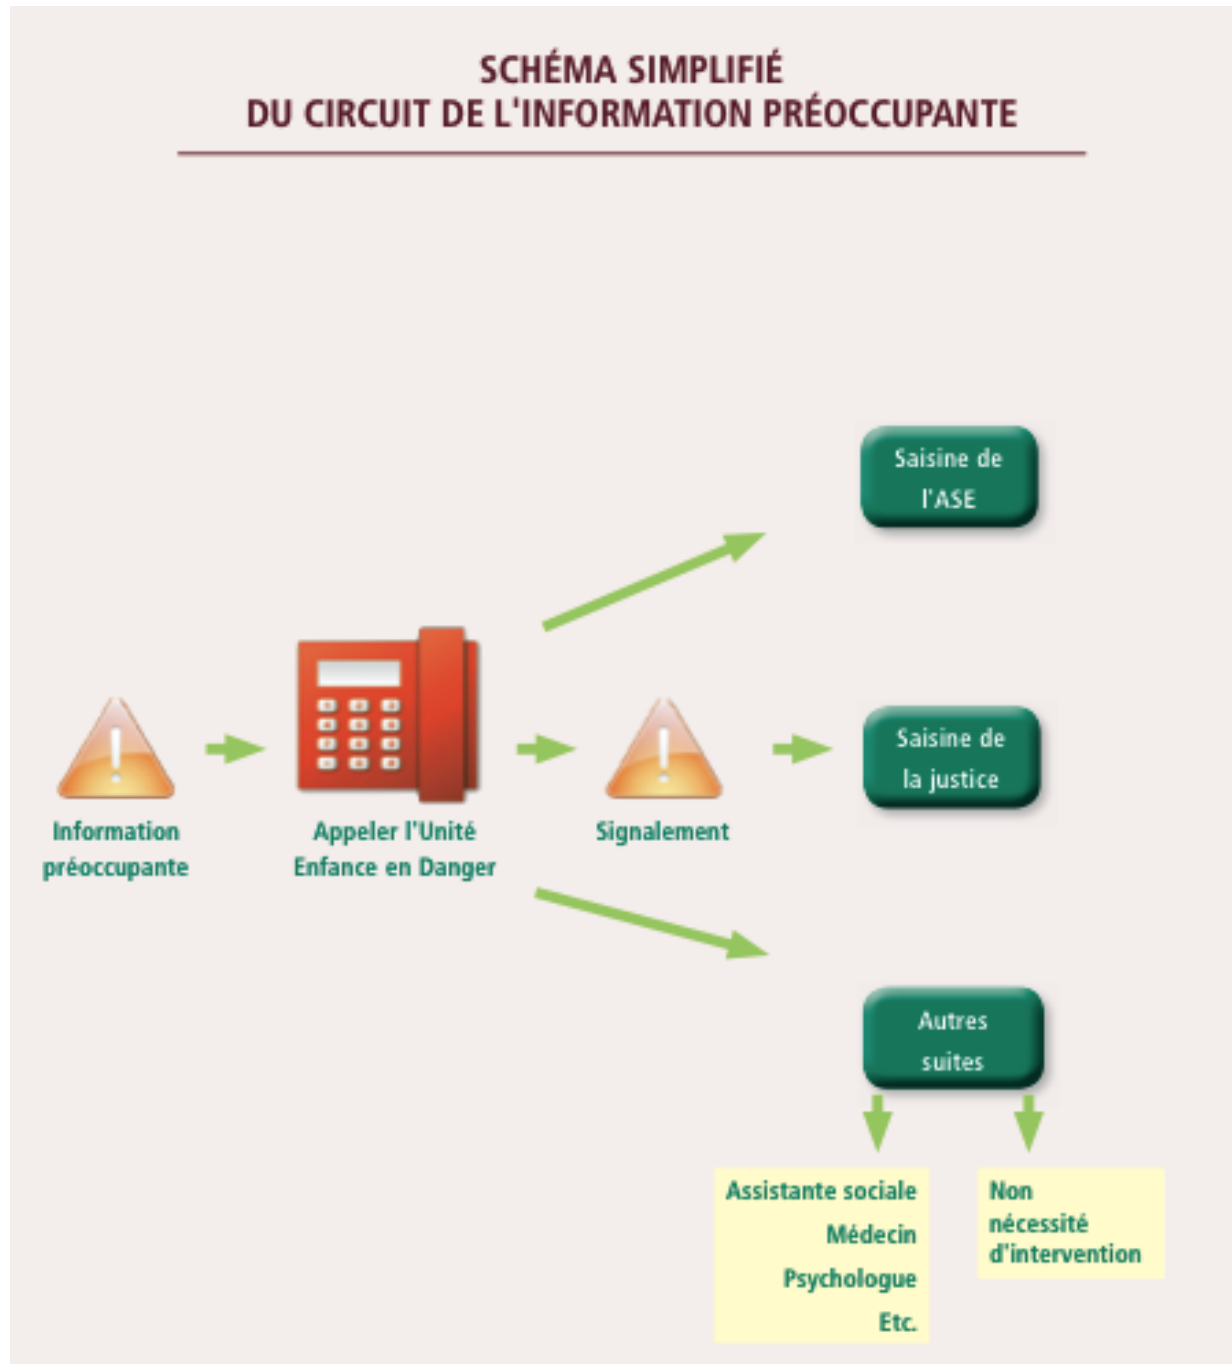 SCHÉMA SIMPLIFIÉ
DU CIRCUIT DE L'INFORMATION PRÉOCCUPANTE
Saisine de
l'ASE
Information
préoccupante
Appeler l'Unité
Enfance en Danger
Signalement
Saisine de
la justice
Autres
suites
Assistante sociale
Médecin
Psychologue
Etc.
Non
nécessité
d'intervention